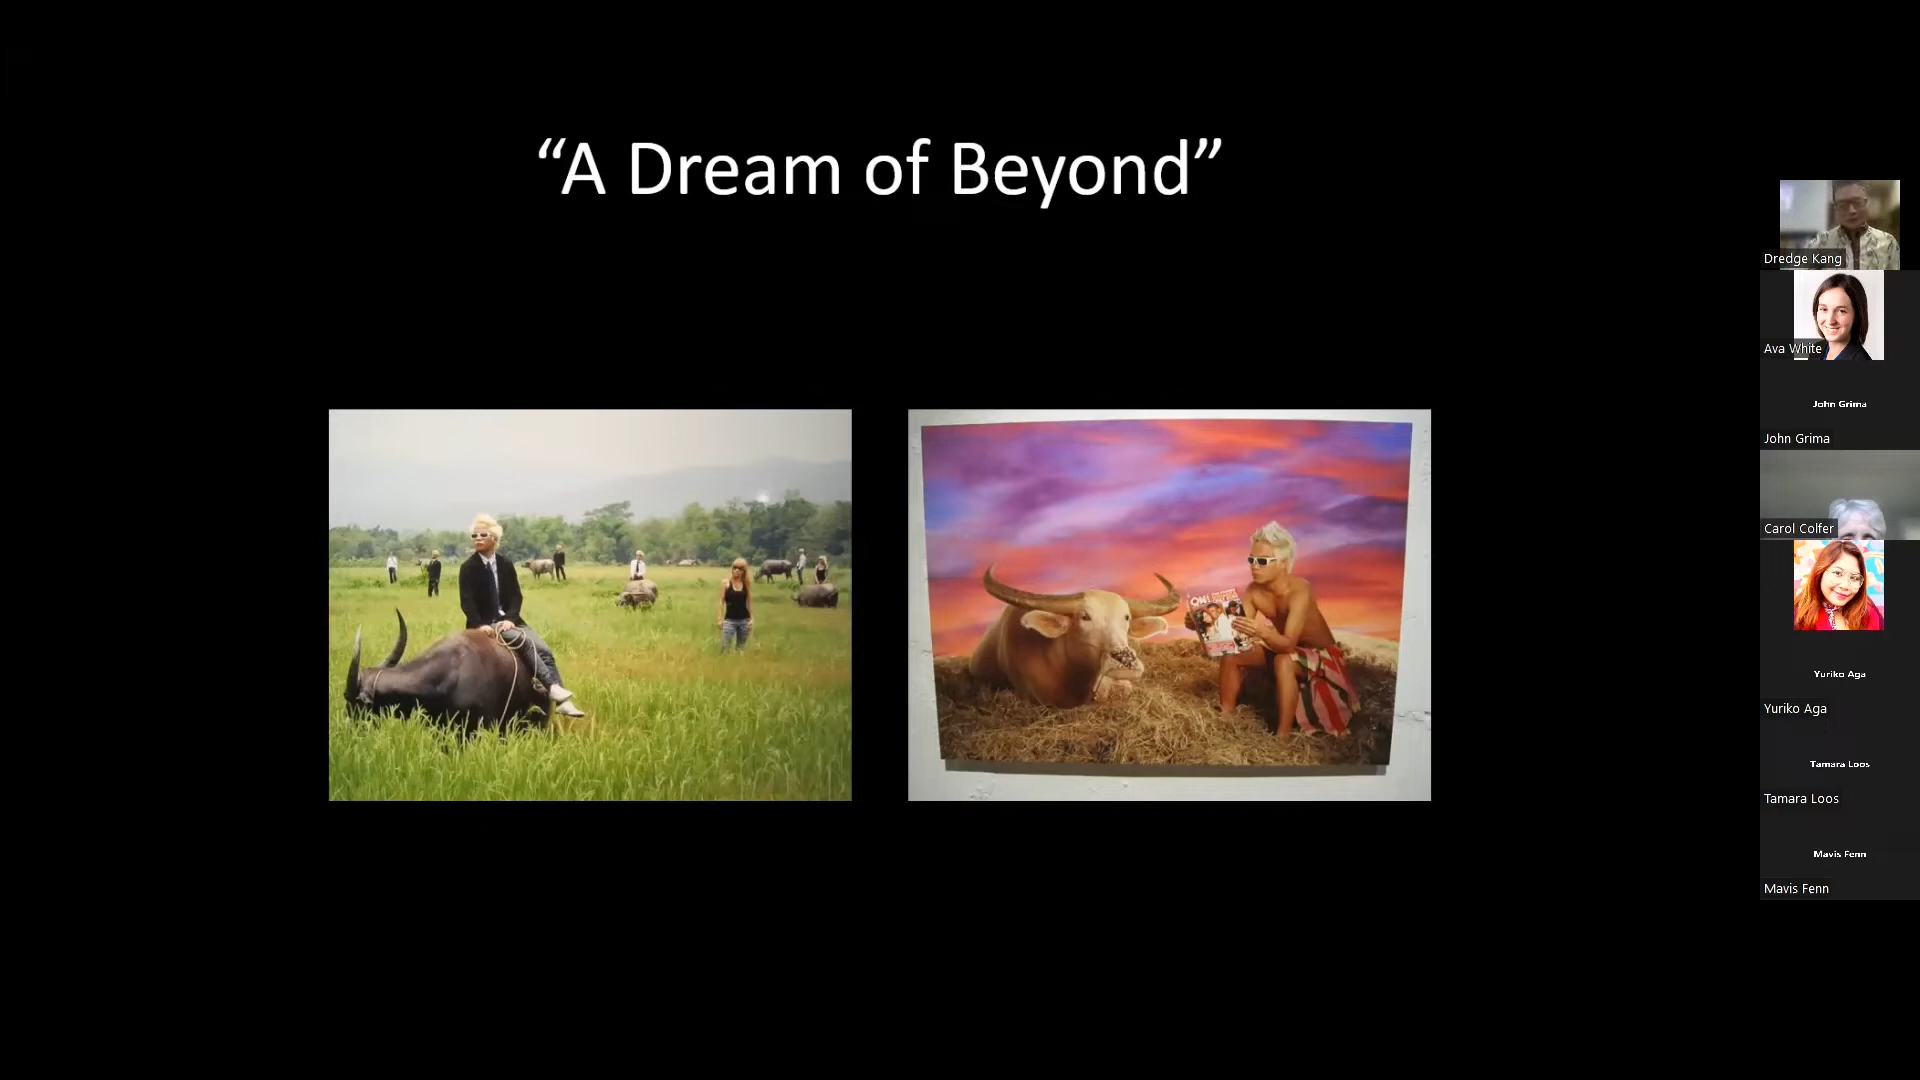 “A Dream of Beyond”
Dredge Kang
Ava White
John Grima
John Grima
Carol Colfer
Yuriko Aga
Yuriko Aga
Tamara Loos
Tamara Loos
Mavis Fenn
Mavis Fenn